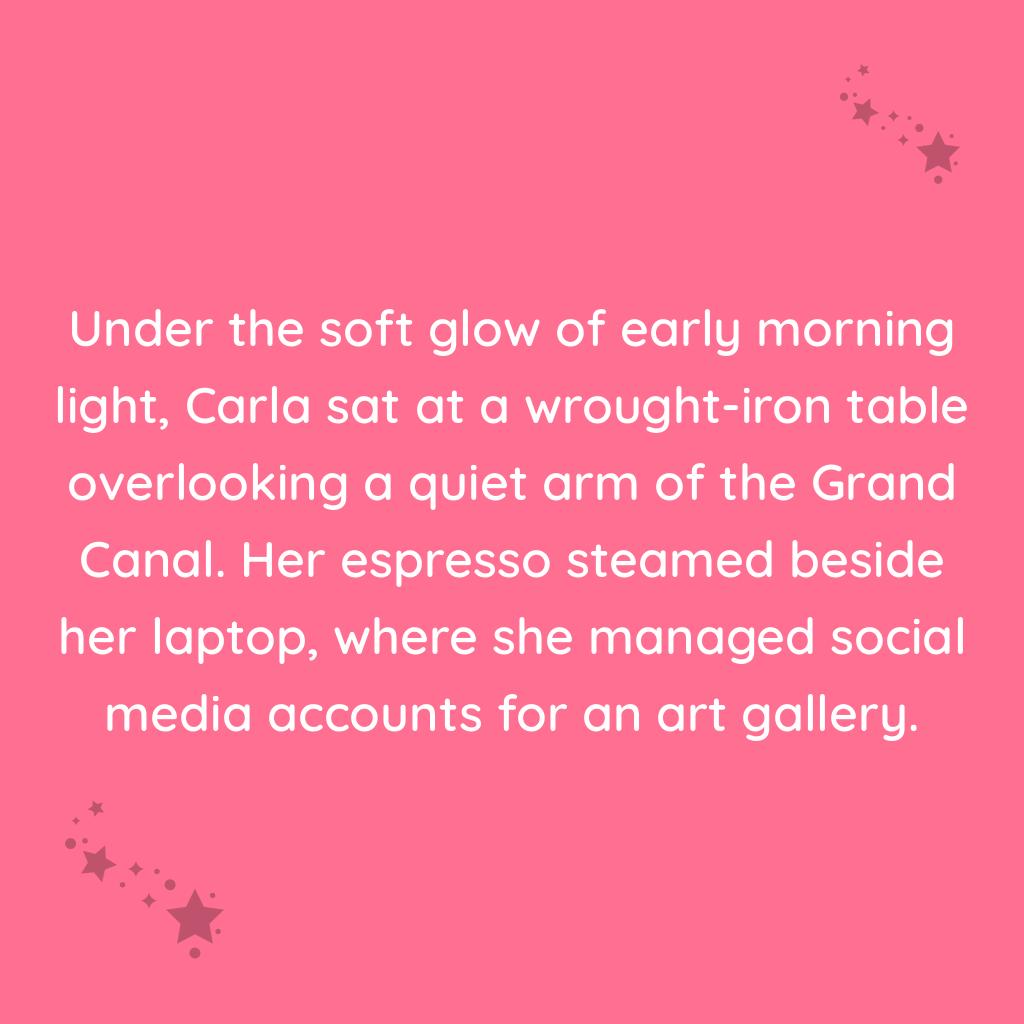 Under the soft glow of early morning
light, Carla sat at a wrought-iron table
overlooking a quiet arm of the Grand
Canal. Her espresso steamed beside
her laptop, where she managed social
media accounts for an art gallery.